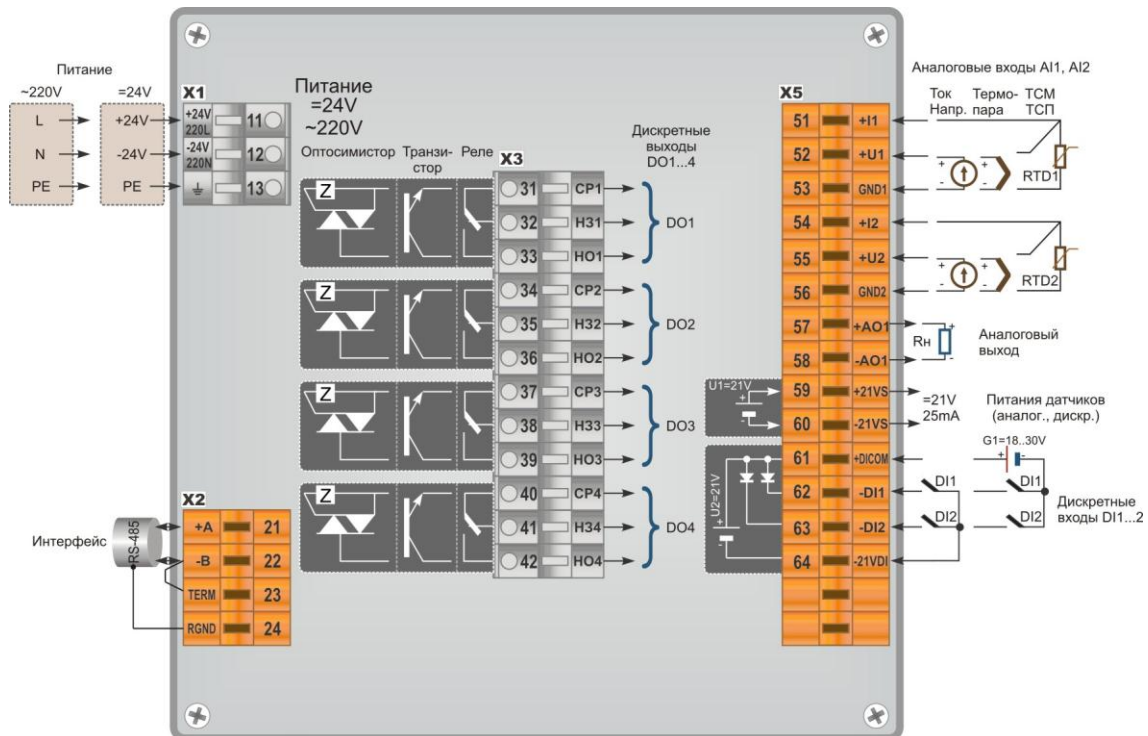 Питание
~220V
=24V
L
+24V
N
-24V
PE
PE
X1
+24V
220L
11
-24V
220N
12
13
Питание
=24V
~220V
Оптосимистор
Транзи-
стор
Реле
X3
Дискретные
выходы
DO1...4
Z
31
CP1
32
H31
33
HO1
DO1
Z
34
CP2
35
H32
36
HO2
DO2
Z
37
CP3
38
H33
39
HO3
DO3
Z
40
CP4
41
H34
42
HO4
DO4
X2
Интерфейс
RS-485
+A
21
-B
22
TERM
23
RGND
24
X5
Аналоговые входы AI1, AI2
Ток
Напр.
Термо-
пара
ТСМ
ТСП
51
+I1
52
+U1
+
-
+
-
RTD1
53
GND1
54
+I2
55
+U2
+
-
+
-
RTD2
56
GND2
57
+AO1
58
-AO1
Rн
+
-
Аналоговый
выход
U1=21V
+
59
+21VS
60
-21VS
=21V
25mA
Питания датчиков
(аналог., дискр.)
G1=18..30V
+
-
U2=21V
+
61
+DICOM
62
-DI1
DI1
DI1
63
-DI2
DI2
DI2
64
-21VDI
Дискретные
входы DI1...2